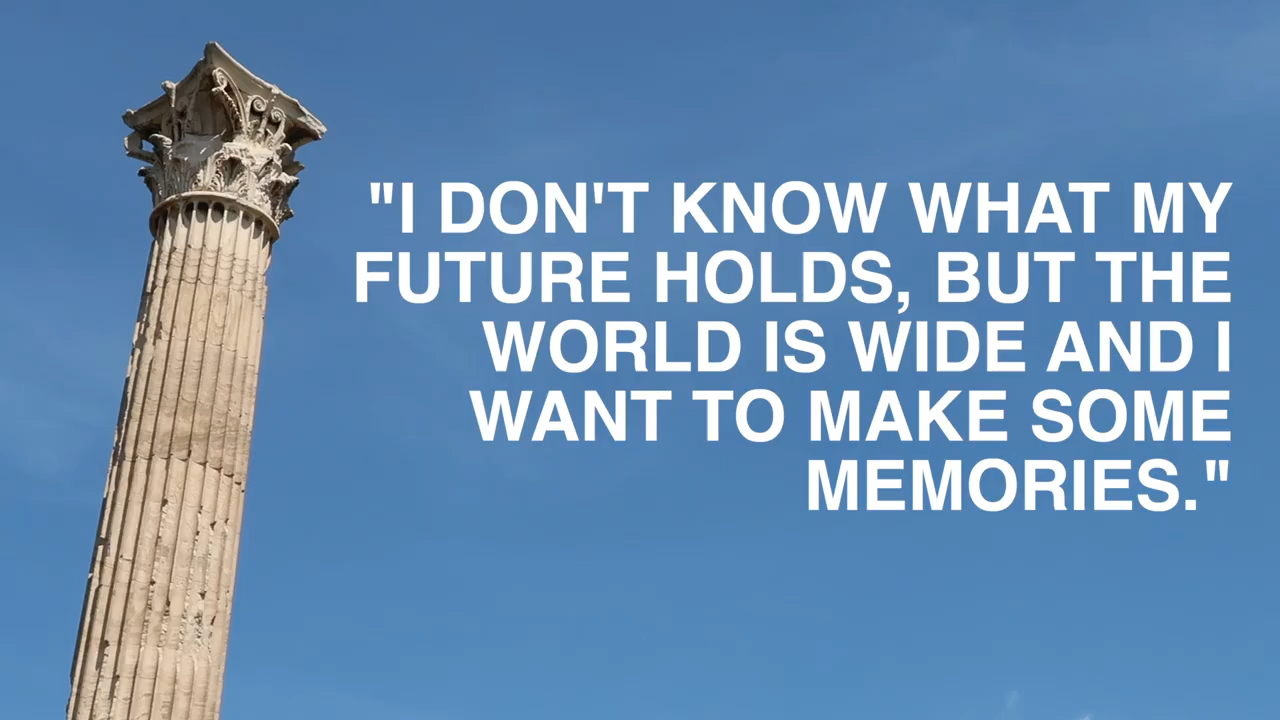 "I DON'T KNOW WHAT MY
FUTURE HOLDS, BUT THE
WORLD IS WIDE AND I
WANT TO MAKE SOME
MEMORIES."